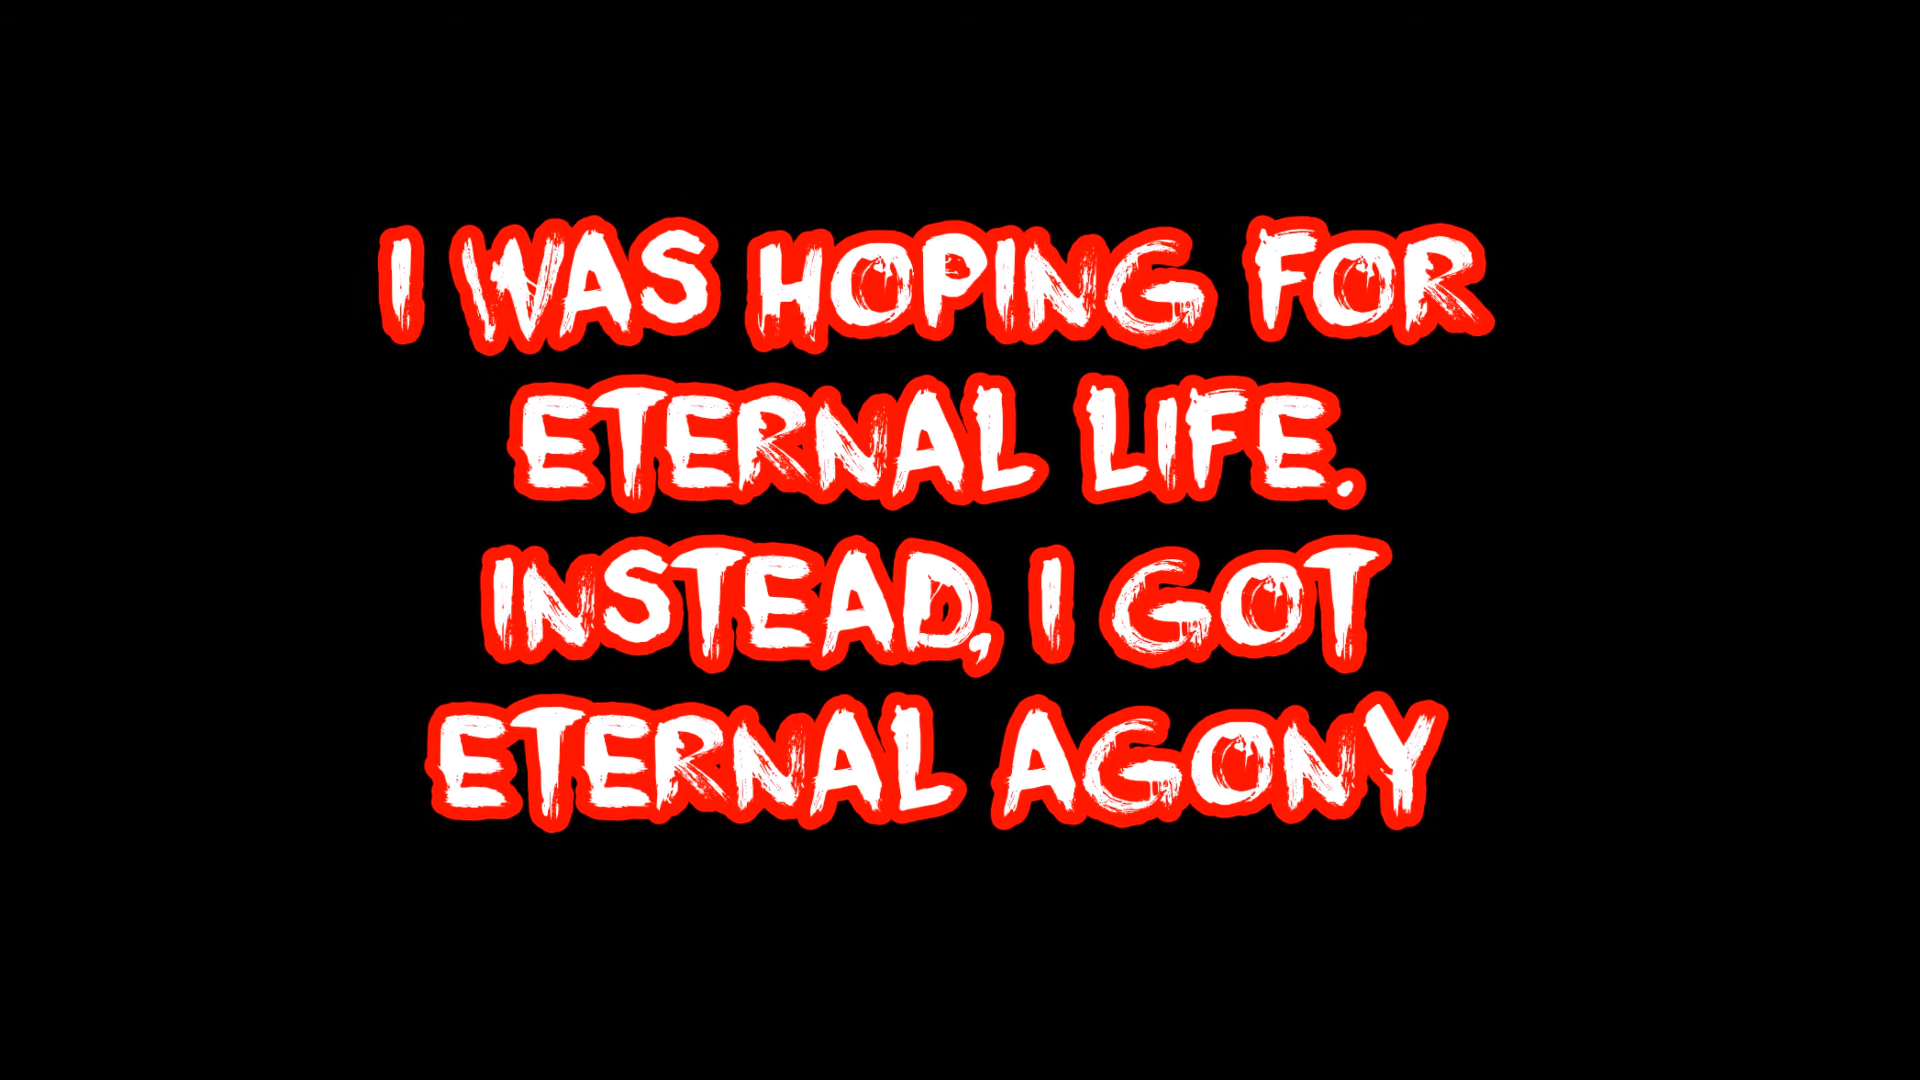 I WAS HOPING FOR
ETERNAL LIFE.
INSTEAD, I GOT
ETERNAL AGONY